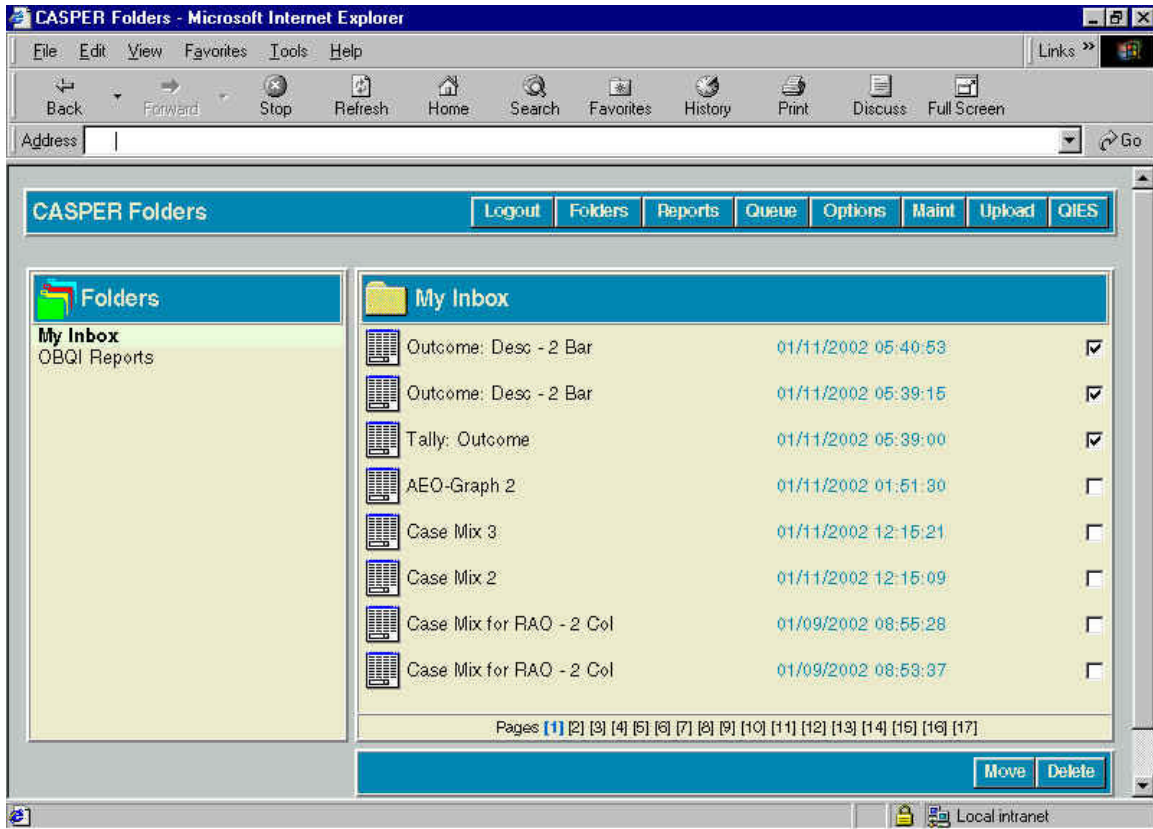 CASPER Folders - Microsoft Internet Explorer
File Edit View Favorites Tools Help Links »
Back Forward Stop Refresh Home Search Favorites History Print Discuss Full Screen
Address Go
CASPER Folders Logout Folders Reports Queue Options Maint Upload QIES
Folders
My Inbox
OBQI Reports
My Inbox
Outcome: Desc - 2 Bar 01/11/2002 05:40:53
Outcome: Desc - 2 Bar 01/11/2002 05:39:15
Tally: Outcome 01/11/2002 05:39:00
AEO-Graph 2 01/11/2002 01:51:30
Case Mix 3 01/11/2002 12:15:21
Case Mix 2 01/11/2002 12:15:09
Case Mix for RAO - 2 Col 01/09/2002 08:55:28
Case Mix for RAO - 2 Col 01/09/2002 08:53:37
Pages [1] [2] [3] [4] [5] [6] [7] [8] [9] [10] [11] [12] [13] [14] [15] [16] [17]
Move Delete
Local intranet